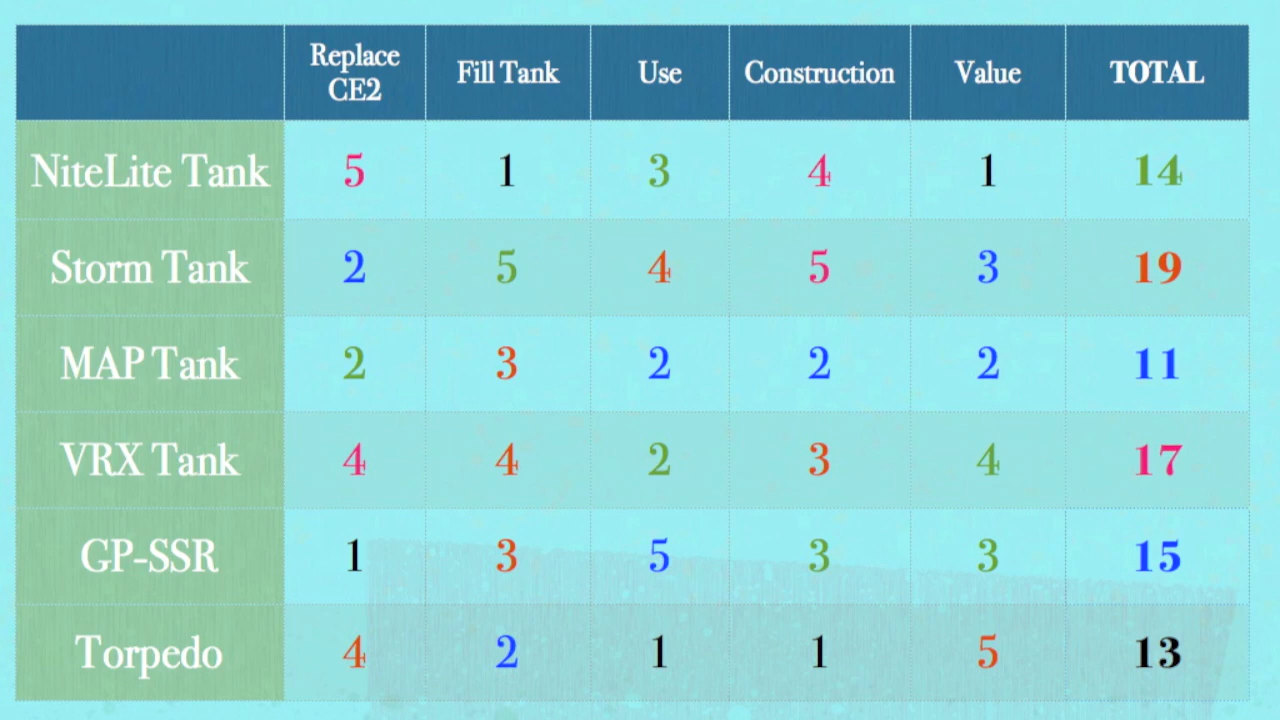 Replace CE2 Fill Tank Use Construction Value TOTAL
NiteLite Tank 5 1 3 4 1 14
Storm Tank 2 5 4 5 3 19
MAP Tank 2 3 2 2 2 11
VRX Tank 4 4 2 3 4 17
GP-SSR 1 3 5 3 3 15
Torpedo 4 2 1 1 5 13